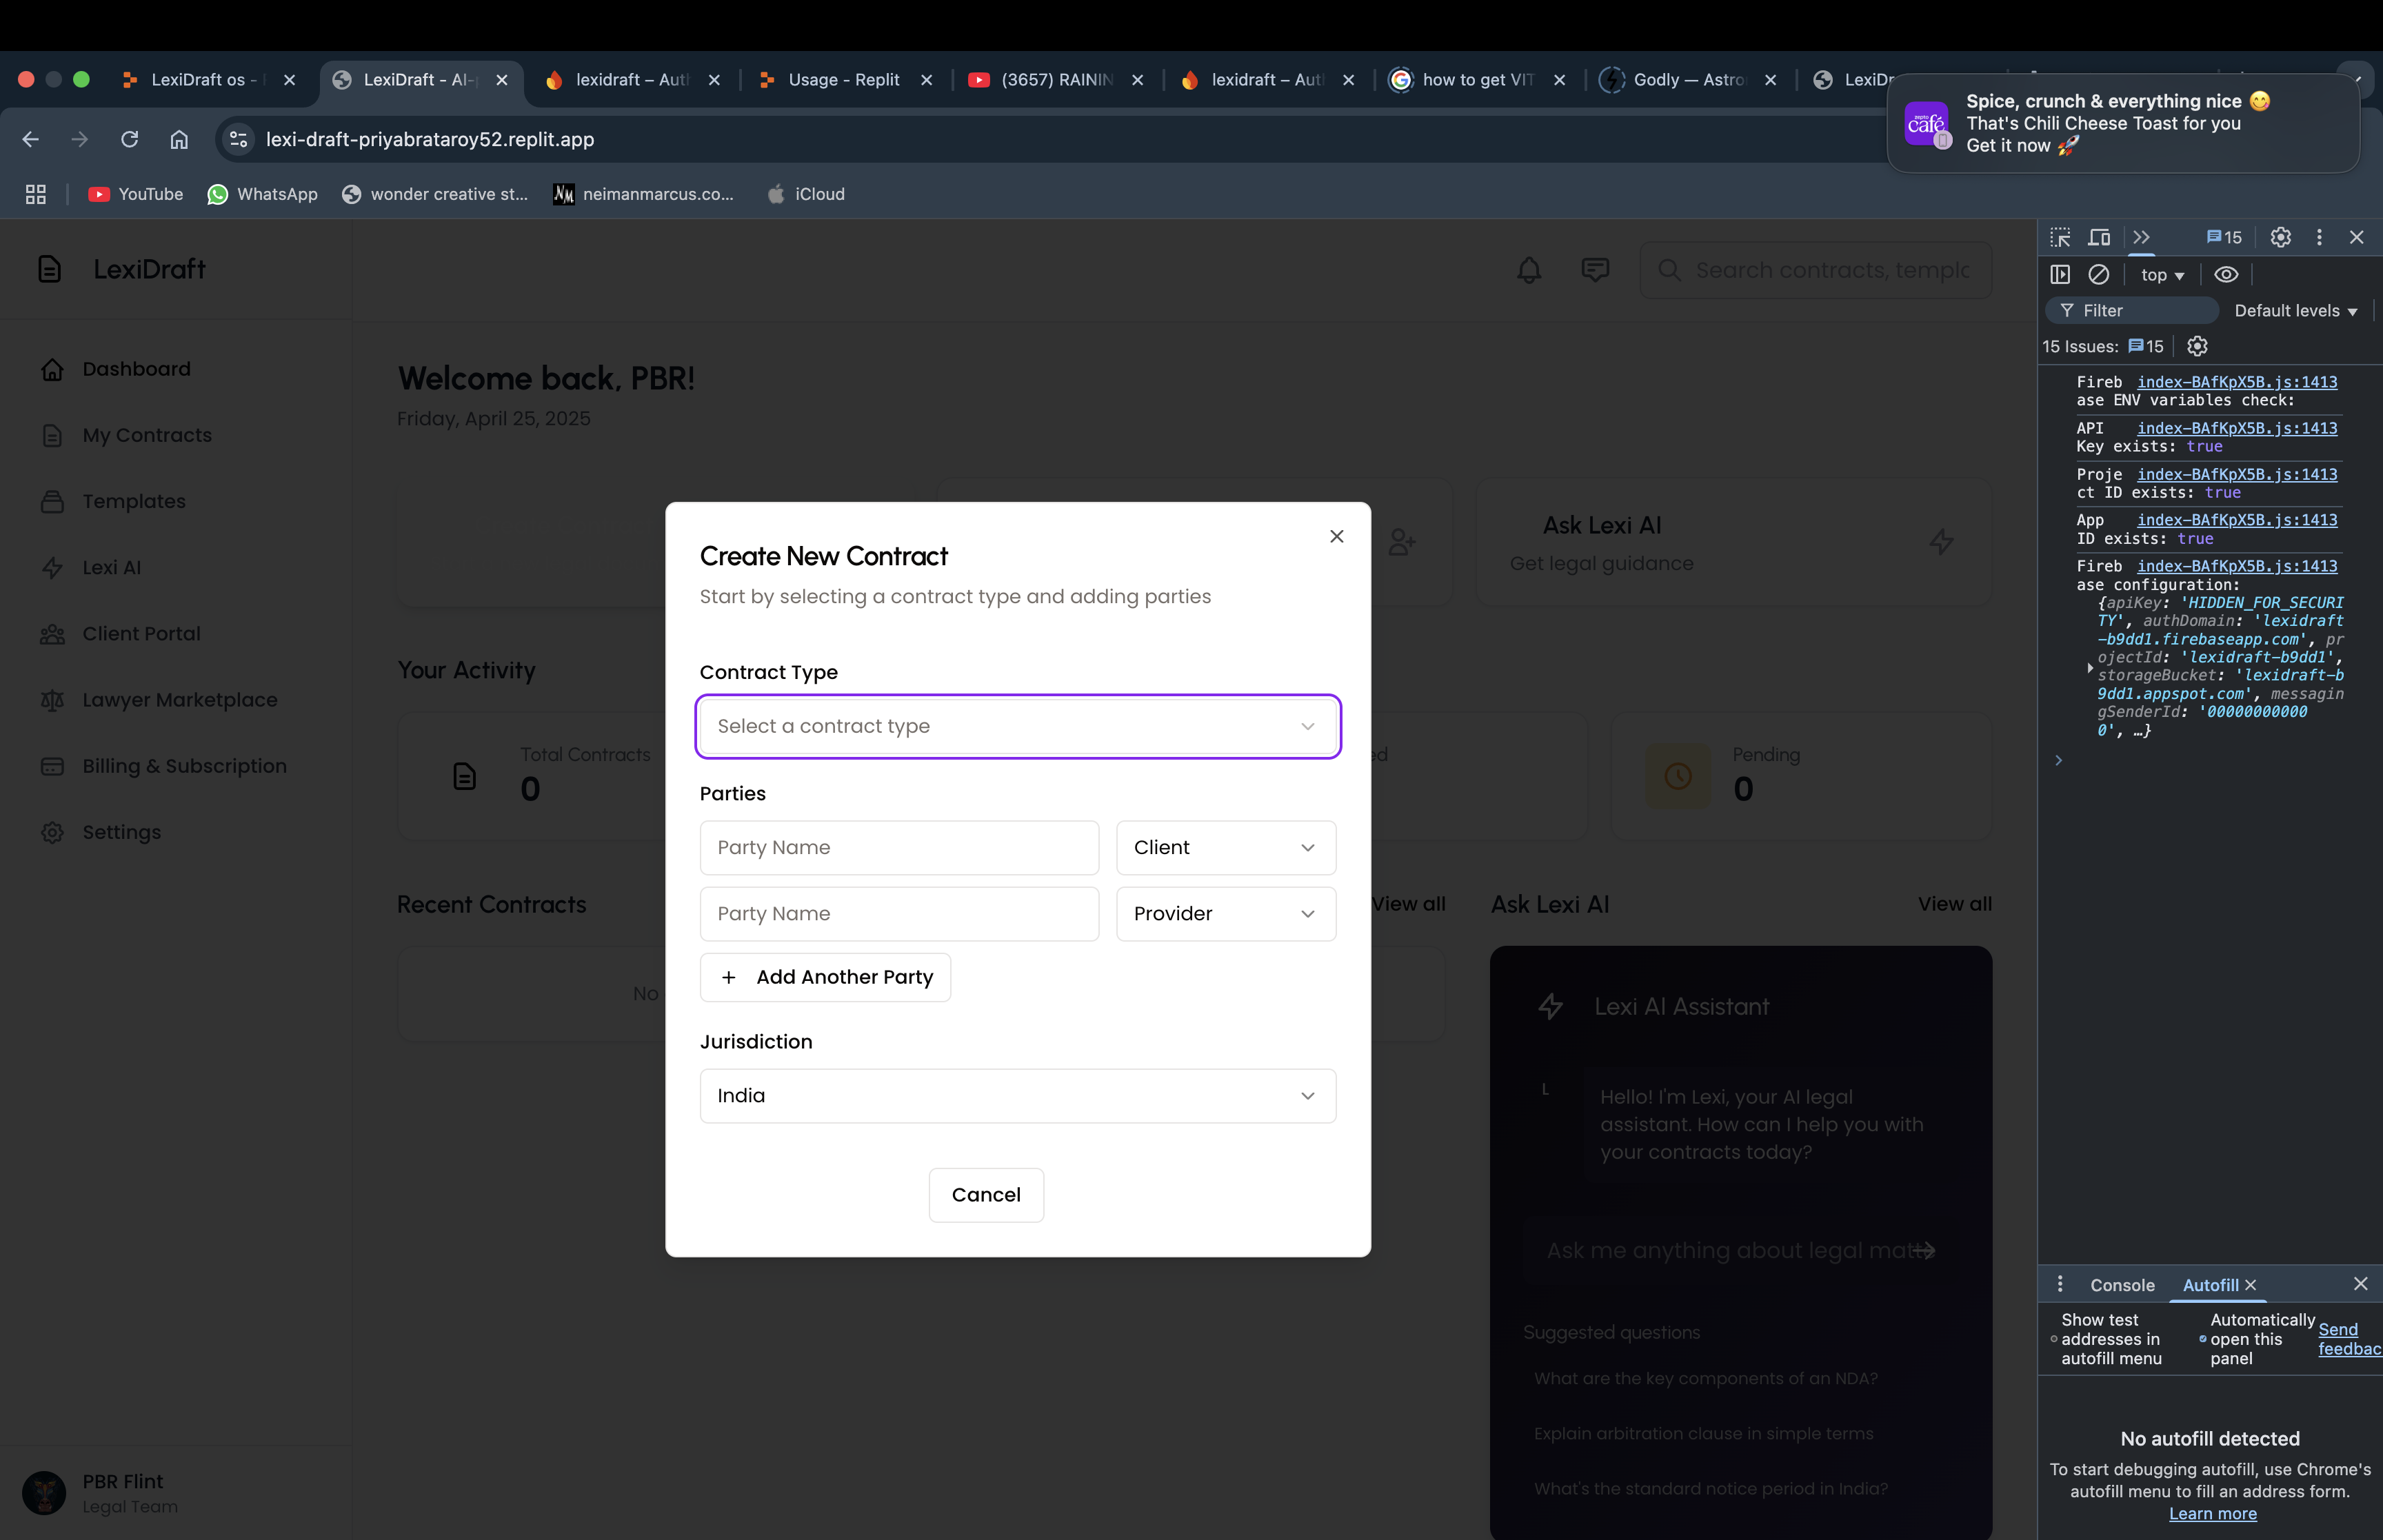 LexiDraft os -
LexiDraft - AI-
lexidraft – Auth
Usage - Replit
(3657) RAININ
lexidraft – Auth
how to get VIT
Godly — Astro
LexiDr
Spice, crunch & everything nice 😋
That's Chili Cheese Toast for you
Get it now 🚀
café
lexi-draft-priyabrataroy52.replit.app
YouTube
WhatsApp
wonder creative st...
neimanmarcus.co...
iCloud
LexiDraft
Search contracts, templa
Dashboard
My Contracts
Templates
Lexi AI
Client Portal
Lawyer Marketplace
Billing & Subscription
Settings
PBR Flint
Legal Team
Welcome back, PBR!
Friday, April 25, 2025
Ask Lexi AI
Get legal guidance
Your Activity
Total Contracts
0
ed
Pending
0
Recent Contracts
View all
No
Ask Lexi AI
View all
Lexi AI Assistant
L
Hello! I'm Lexi, your AI legal
assistant. How can I help you with
your contracts today?
Ask me anything about legal matte
Suggested questions
What are the key components of an NDA?
Explain arbitration clause in simple terms
What's the standard notice period in India?
Create New Contract
Start by selecting a contract type and adding parties
Contract Type
Select a contract type
Parties
Party Name
Client
Party Name
Provider
+ Add Another Party
Jurisdiction
India
Cancel
15
top
Filter
Default levels
15 Issues: 15
Fireb index-BAfKpX5B.js:1413
ase ENV variables check:
API index-BAfKpX5B.js:1413
Key exists: true
Proje index-BAfKpX5B.js:1413
ct ID exists: true
App index-BAfKpX5B.js:1413
ID exists: true
Fireb index-BAfKpX5B.js:1413
ase configuration:
{apiKey: 'HIDDEN_FOR_SECURI
TY', authDomain: 'lexidraft
-b9dd1.firebaseapp.com', pr
ojectId: 'lexidraft-b9dd1',
storageBucket: 'lexidraft-b
9dd1.appspot.com', messagin
gSenderId: '00000000000
0', …}
Console
Autofill
Show test
addresses in
autofill menu
Automatically
open this
panel
Send
feedbac
No autofill detected
To start debugging autofill, use Chrome's
autofill menu to fill an address form.
Learn more